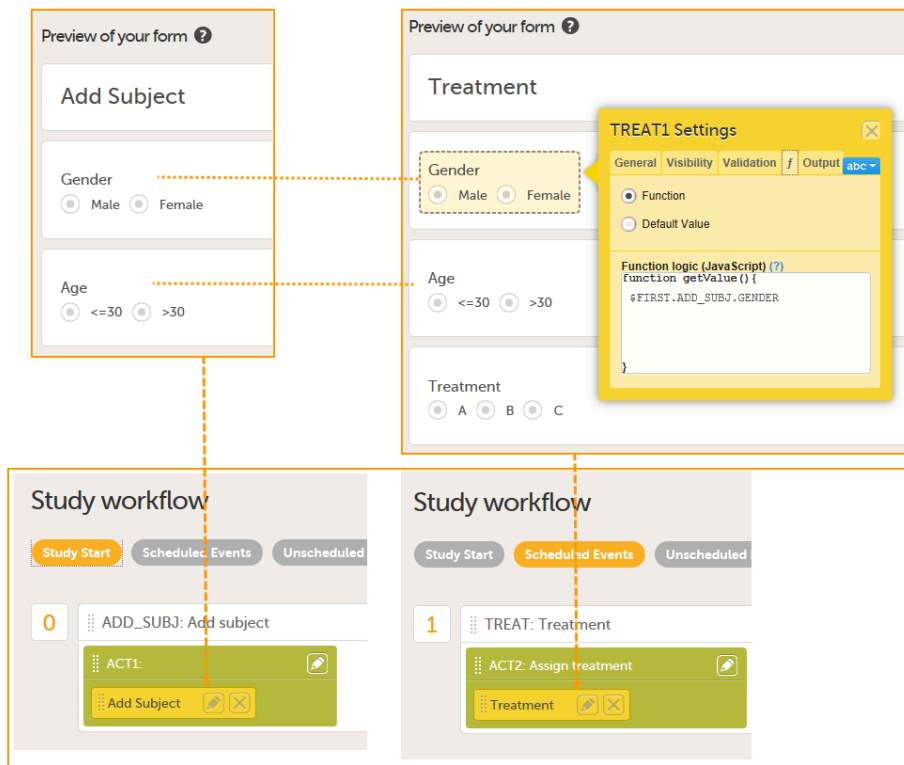 Preview of your form ?
Add Subject
Gender
Male Female
Age
<=30 >30
Preview of your form ?
Treatment
Gender
Male Female
Age
<=30 >30
Treatment
A B C
TREAT1 Settings
General Visibility Validation f Output abc
Function
Default Value
Function logic (JavaScript) (?)
function getValue(){
$FIRST.ADD_SUBJ.GENDER
}
Study workflow
Study Start Scheduled Events Unscheduled
0 ADD_SUBJ: Add subject
ACT1:
Add Subject
Study workflow
Study Start Scheduled Events Unscheduled
1 TREAT: Treatment
ACT2: Assign treatment
Treatment